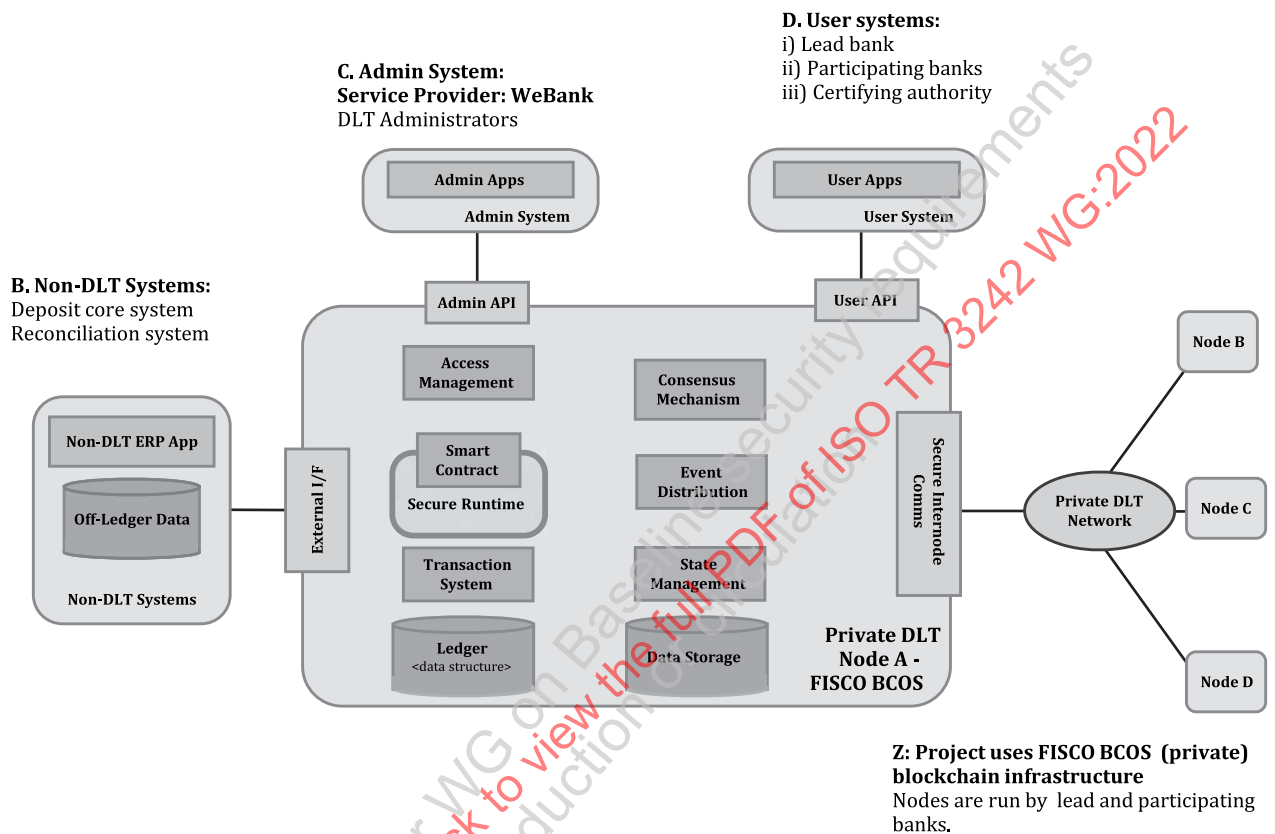 D. User systems:
i) Lead bank
ii) Participating banks
iii) Certifying authority
C. Admin System:
Service Provider: WeBank
DLT Administrators
Admin Apps
Admin System
User Apps
User System
B. Non-DLT Systems:
Deposit core system
Reconciliation system
Admin API
User API
Non-DLT ERP App
Off-Ledger Data
Non-DLT Systems
External I/F
Access
Management
Smart
Contract
Secure Runtime
Transaction
System
Ledger
<data structure>
Consensus
Mechanism
Event
Distribution
State
Management
Data Storage
Private DLT
Node A -
FISCO BCOS
Secure Internode
Comms
Private DLT
Network
Node B
Node C
Node D
Z: Project uses FISCO BCOS (private)
blockchain infrastructure
Nodes are run by lead and participating
banks.
WG on Baseline security requirements
to view the full PDF of ISO TR 3242 WG:2022